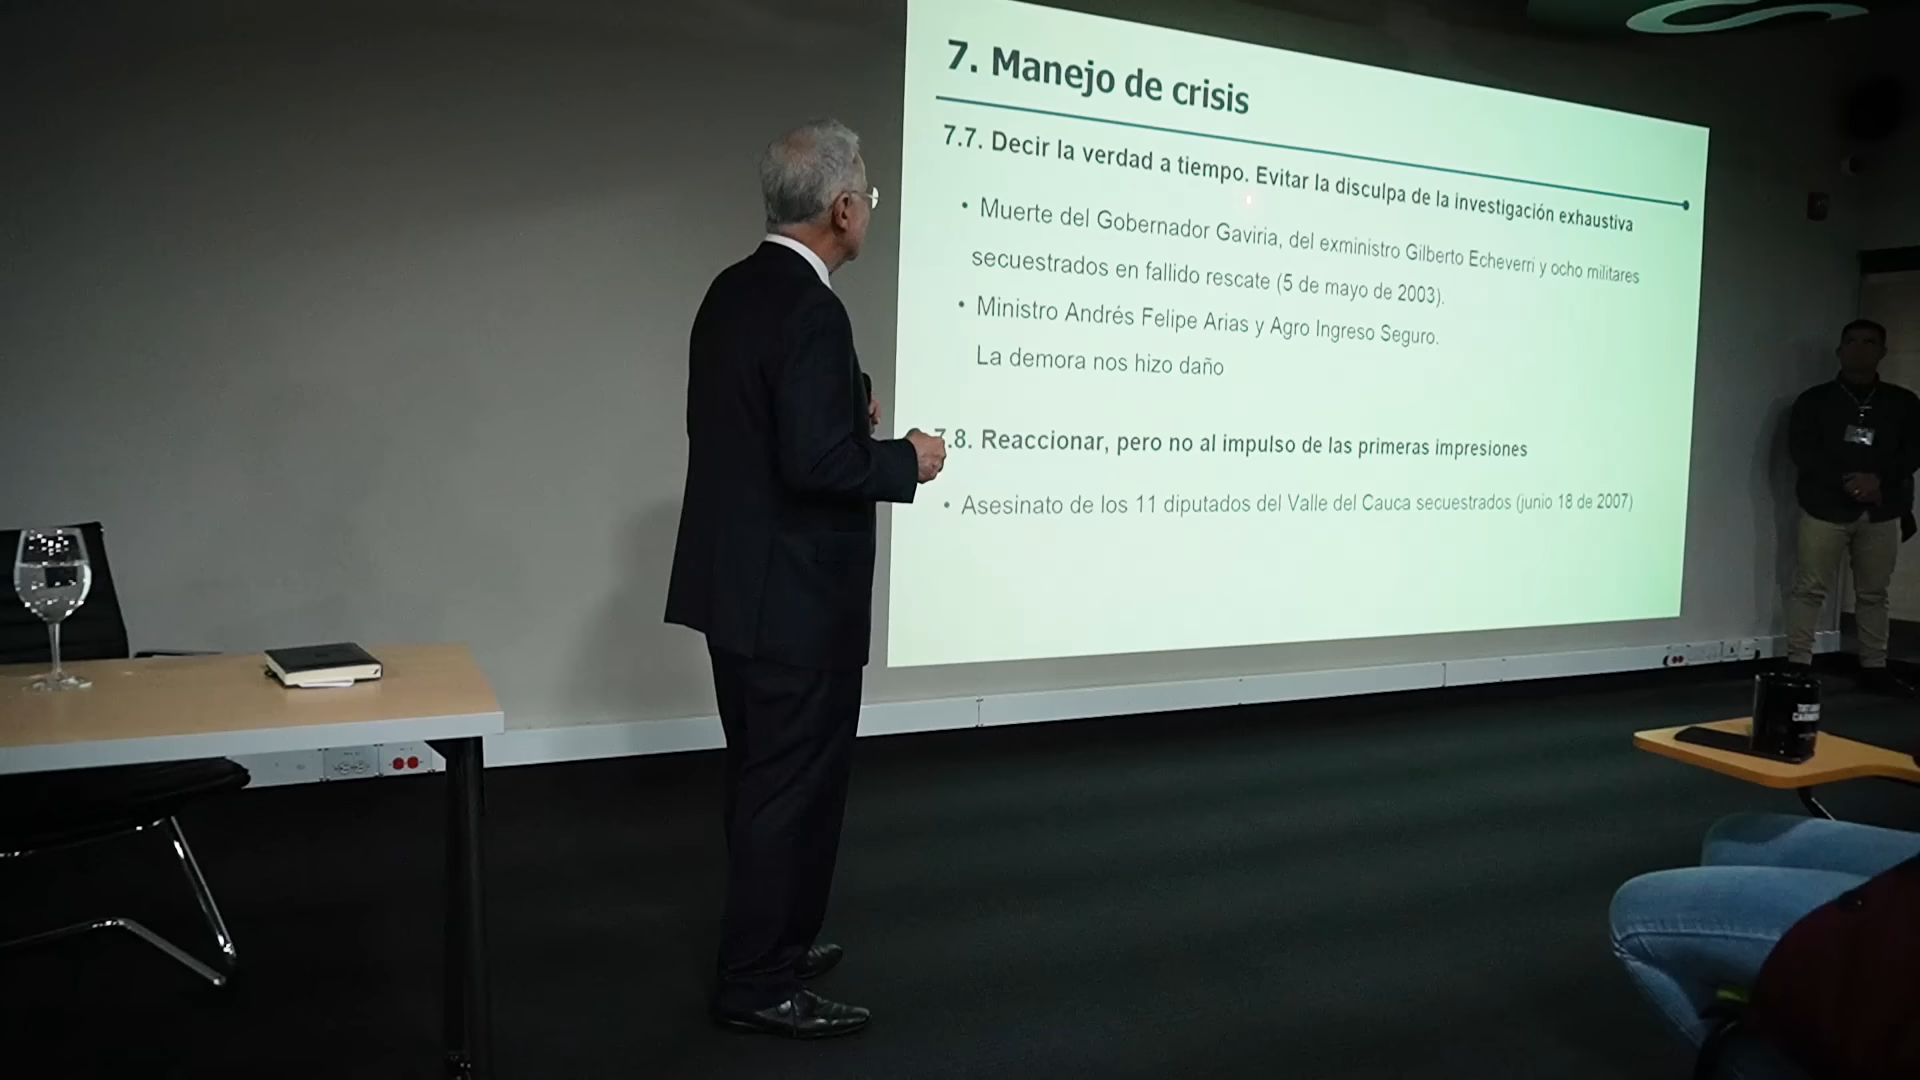 7. Manejo de crisis
7.7. Decir la verdad a tiempo. Evitar la disculpa de la investigación exhaustiva
• Muerte del Gobernador Gaviria, del exministro Gilberto Echeverri y ocho militares
secuestrados en fallido rescate (5 de mayo de 2003).
• Ministro Andrés Felipe Arias y Agro Ingreso Seguro.
La demora nos hizo daño
7.8. Reaccionar, pero no al impulso de las primeras impresiones
• Asesinato de los 11 diputados del Valle del Cauca secuestrados (junio 18 de 2007)